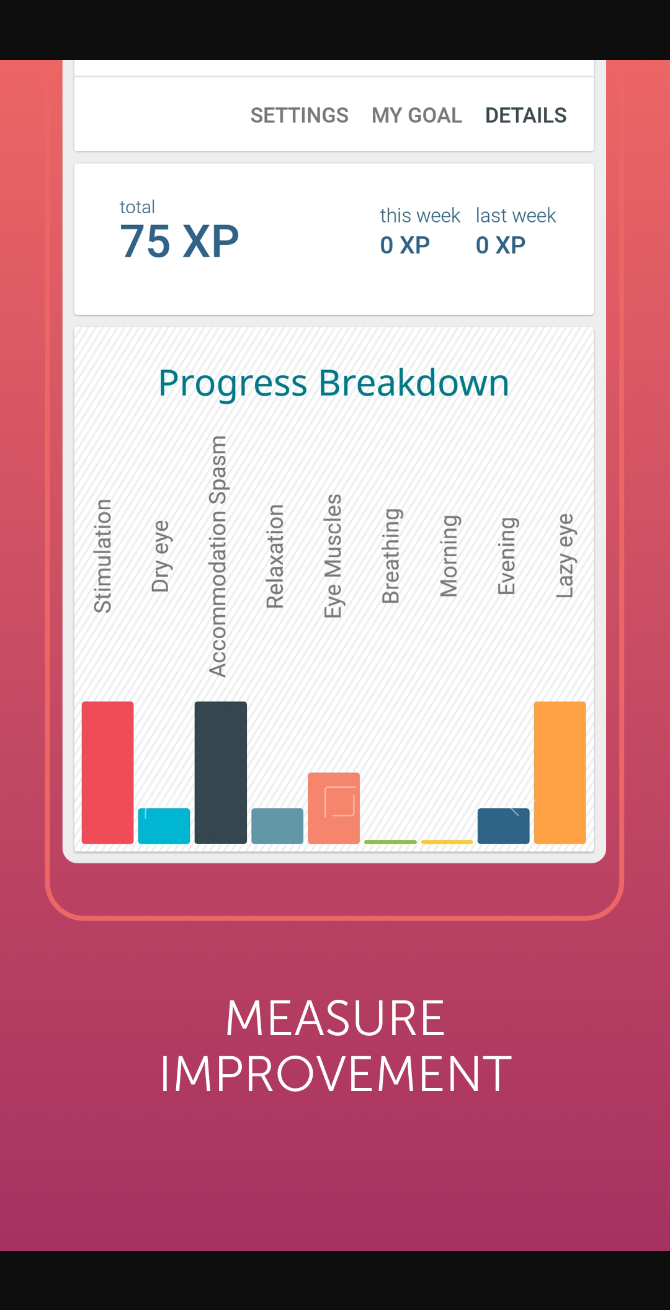 SETTINGS MY GOAL DETAILS
total
75 XP
this week last week
0 XP 0 XP
Progress Breakdown
Stimulation
Dry eye
Accommodation Spasm
Relaxation
Eye Muscles
Breathing
Morning
Evening
Lazy eye
MEASURE
IMPROVEMENT